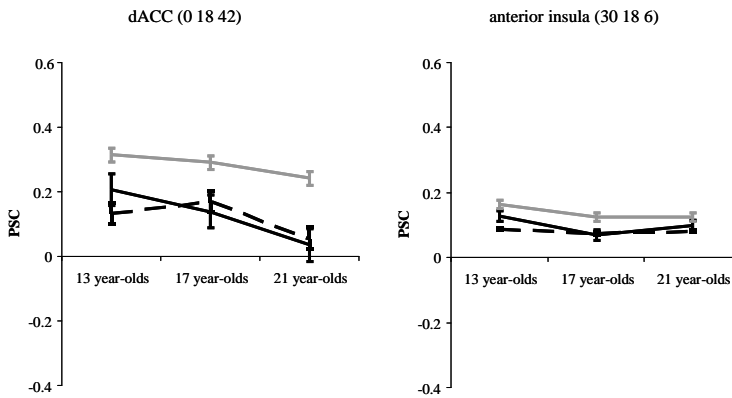 dACC (0 18 42)
0.6
0.4
0.2
0
-0.2
-0.4
PSC
13 year-olds
17 year-olds
21 year-olds
anterior insula (30 18 6)
0.6
0.4
0.2
0
-0.2
-0.4
PSC
13 year-olds
17 year-olds
21 year-olds